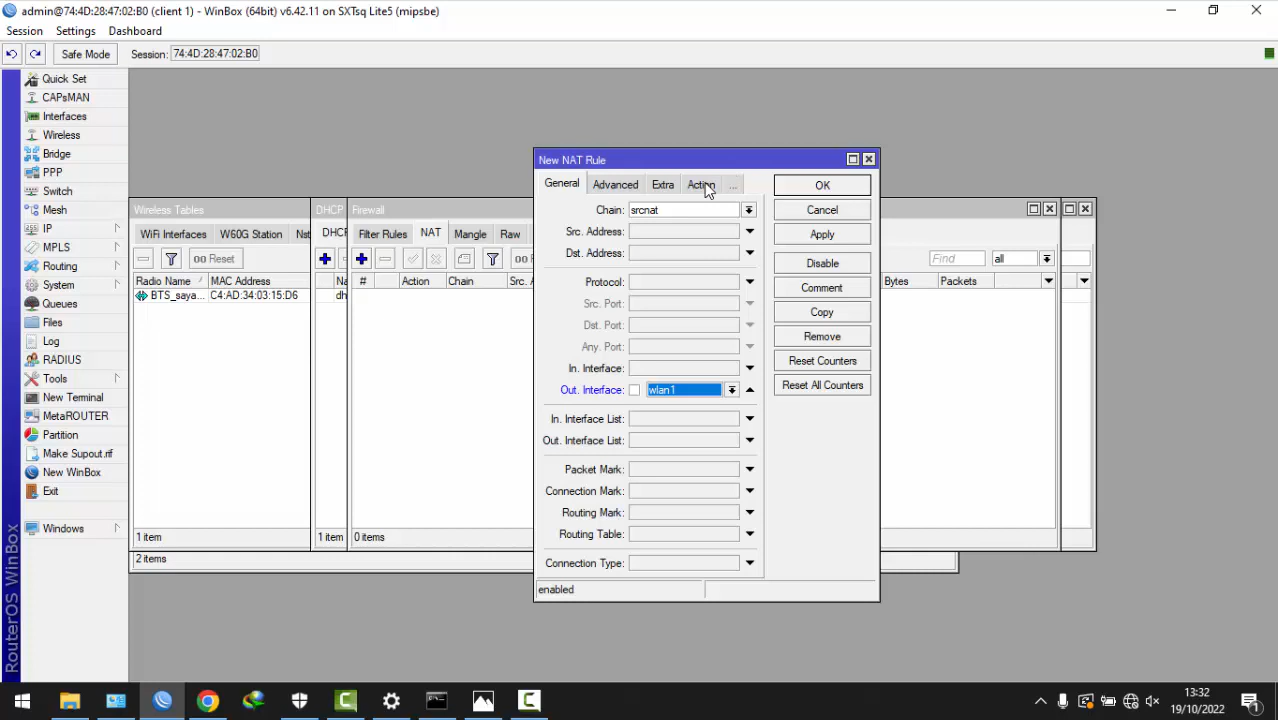 admin@74:4D:28:47:02:B0 (client 1) - WinBox (64bit) v6.42.11 on SXTsq Lite5 (mipsbe)
Session Settings Dashboard
Safe Mode Session: 74:4D:28:47:02:B0
Quick Set
CAPsMAN
Interfaces
Wireless
Bridge
PPP
Switch
Mesh
IP
MPLS
Routing
System
Queues
Files
Log
RADIUS
Tools
New Terminal
MetaROUTER
Partition
Make Supout.rif
New WinBox
Exit
Windows
RouterOS WinBox
Wireless Tables
WiFi Interfaces W60G Station Nst
00 Reset
Radio Name MAC Address
BTS_saya... C4:AD:34:03:15:D6
1 item
2 items
DHCP
DHCF
Na
dh
1 item
Firewall
Filter Rules NAT Mangle Raw
Find all
# Action Chain Src. A Bytes Packets
0 items
New NAT Rule
General Advanced Extra Action ...
Chain: srcnat
Src. Address:
Dst. Address:
Protocol:
Src. Port:
Dst. Port:
Any. Port:
In. Interface:
Out. Interface: wlan1
In. Interface List:
Out. Interface List:
Packet Mark:
Connection Mark:
Routing Mark:
Routing Table:
Connection Type:
enabled
OK
Cancel
Apply
Disable
Comment
Copy
Remove
Reset Counters
Reset All Counters
13:32
19/10/2022
1